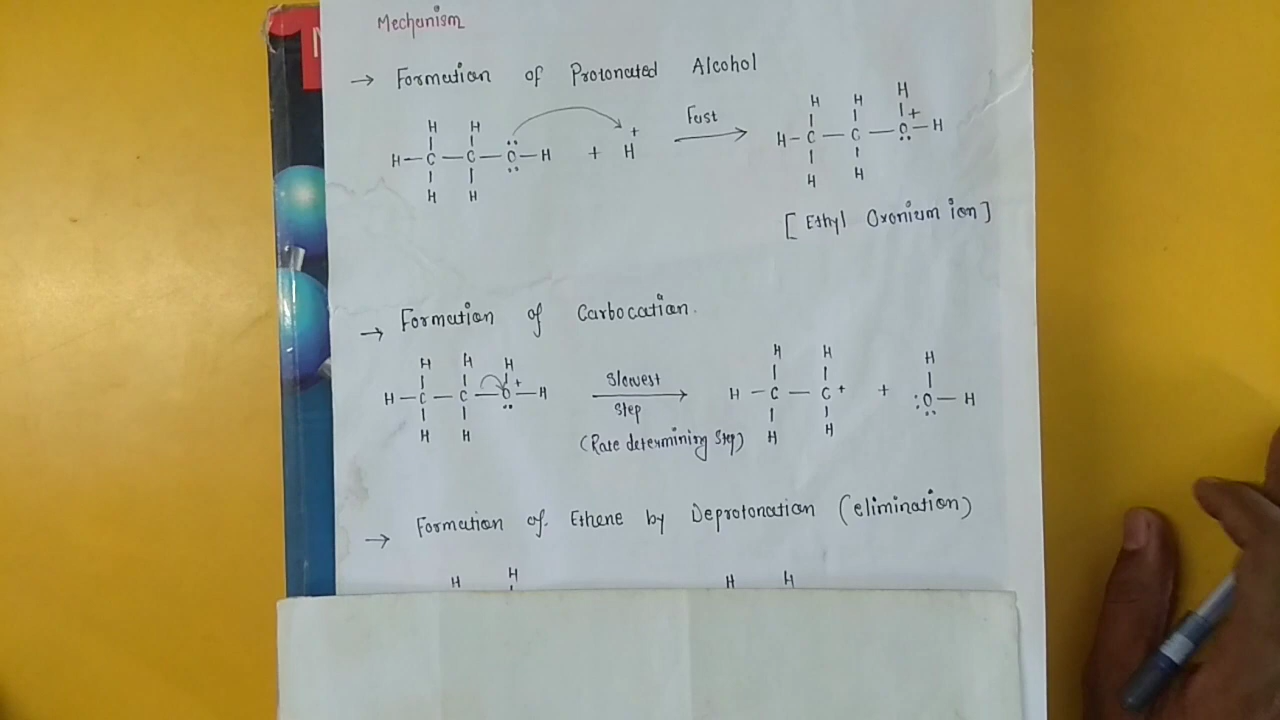 Mechanism
→ Formation of Protonated Alcohol
H H H
H–C–C–Ö–H + H+ Fast → H–C–C–O+–H
H H H H
[Ethyl Oxonium ion]
→ Formation of Carbocation.
H H H H H H
H–C–C–O+–H Slowest → H–C–C+ + :O–H
Step
H H (Rate determining Step) H H
→ Formation of Ethene by Deprotonation (elimination)
H H H H